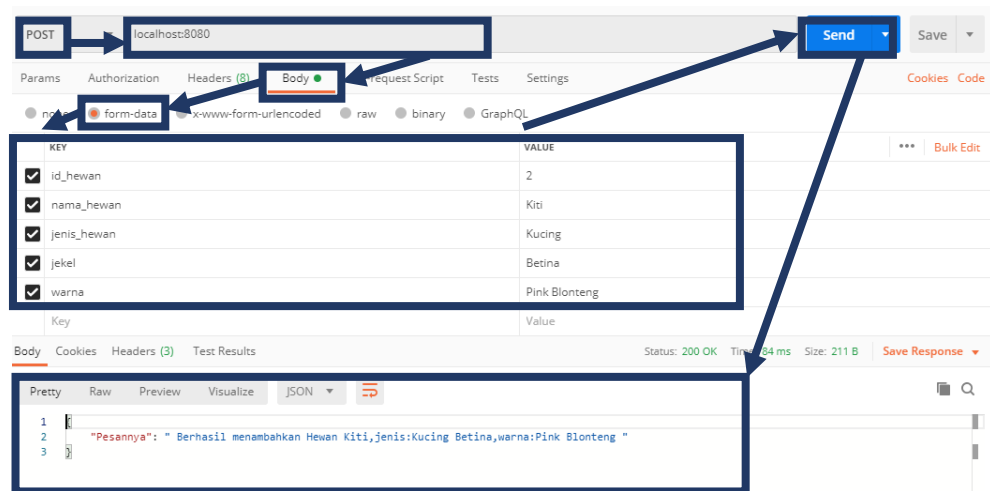 POST localhost:8080 Send Save
Params Authorization Headers (8) Body request Script Tests Settings Cookies Code
form-data x-www-form-urlencoded raw binary GraphQL
KEY VALUE ••• Bulk Edit
id_hewan 2
nama_hewan Kiti
jenis_hewan Kucing
jekel Betina
warna Pink Blonteng
Key Value
Body Cookies Headers (3) Test Results Status: 200 OK 84 ms Size: 211 B Save Response
Pretty Raw Preview Visualize JSON
1 {
2 "Pesannya": " Berhasil menambahkan Hewan Kiti,jenis:Kucing Betina,warna:Pink Blonteng "
3 }